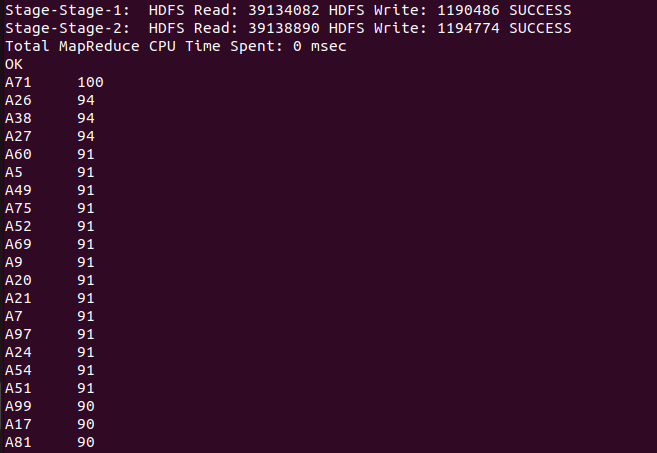 Stage-Stage-1:  HDFS Read: 39134082 HDFS Write: 1190486 SUCCESS
Stage-Stage-2:  HDFS Read: 39138890 HDFS Write: 1194774 SUCCESS
Total MapReduce CPU Time Spent: 0 msec
OK
A71     100
A26     94
A38     94
A27     94
A60     91
A5      91
A49     91
A75     91
A52     91
A69     91
A9      91
A20     91
A21     91
A7      91
A97     91
A24     91
A54     91
A51     91
A99     90
A17     90
A81     90